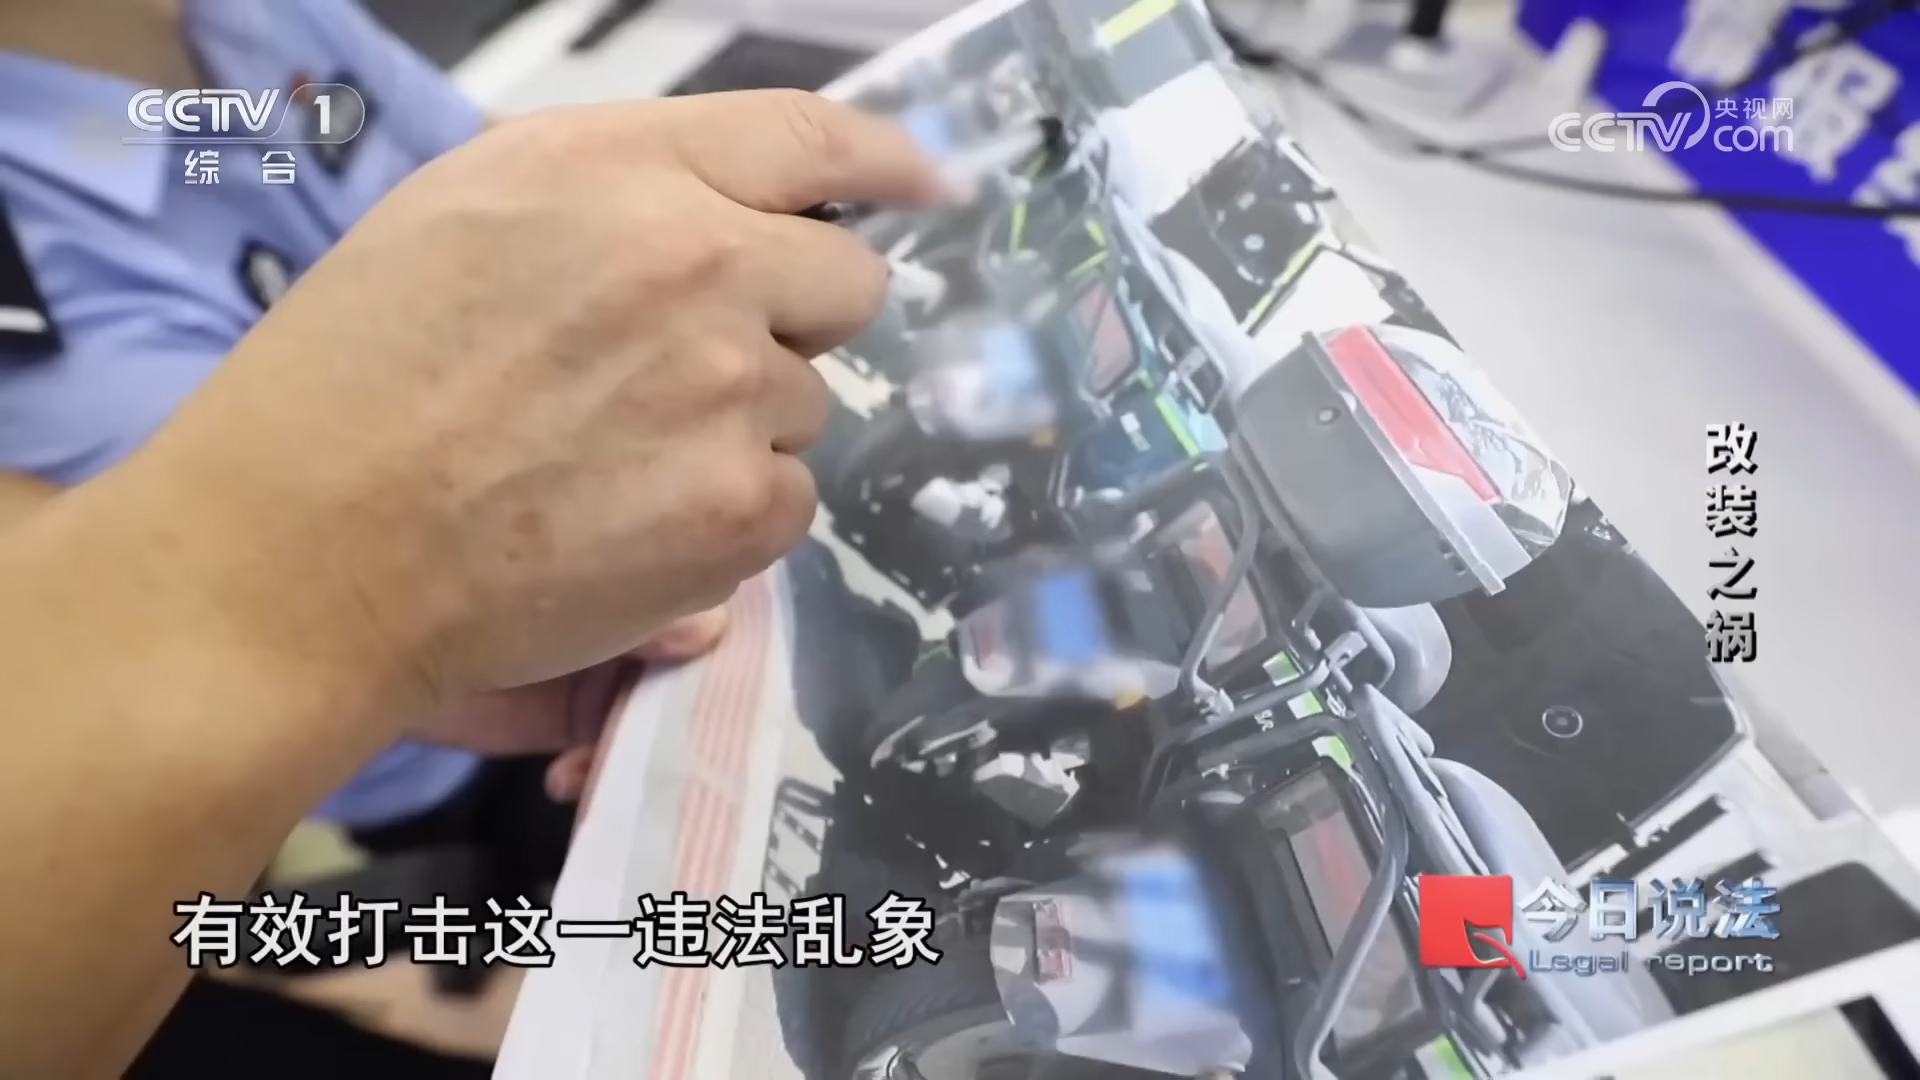 CCTV 1
综合
央视网
CCTV.com
改装之祸
有效打击这一违法乱象
今日说法
Legal report